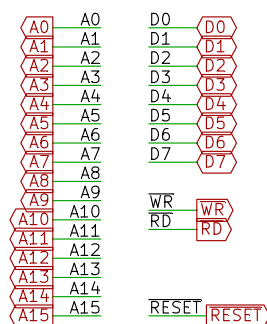 A0 A0 D0 D0
A1 A1 D1 D1
A2 A2 D2 D2
A3 A3 D3 D3
A4 A4 D4 D4
A5 A5 D5 D5
A6 A6 D6 D6
A7 A7 D7 D7
A8 A8
A9 A9 WR WR
A10 A10 RD RD
A11 A11
A12 A12
A13 A13
A14 A14
A15 A15 RESET RESET